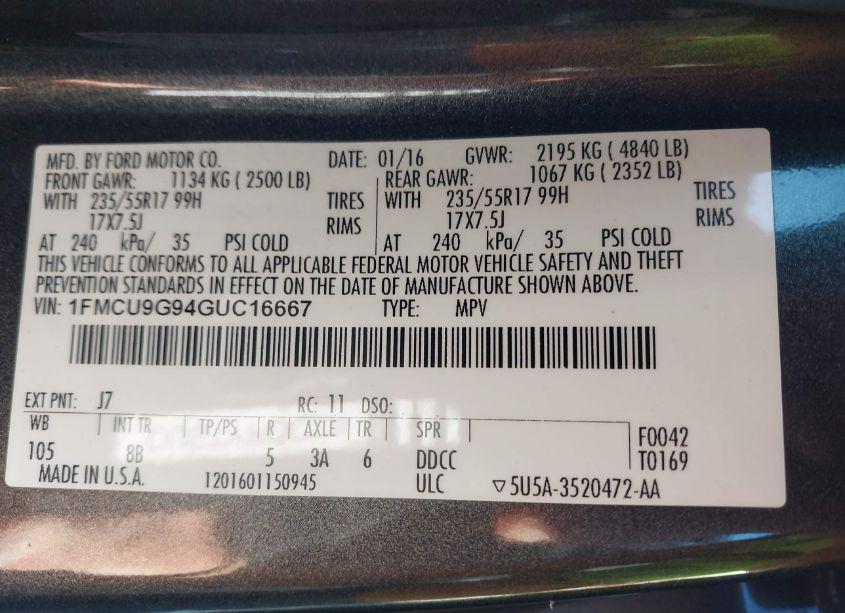 MFD. BY FORD MOTOR CO. DATE: 01/16 GVWR: 2195 KG ( 4840 LB)
FRONT GAWR: 1134 KG ( 2500 LB) REAR GAWR: 1067 KG ( 2352 LB)
WITH 235/55R17 99H TIRES WITH 235/55R17 99H TIRES
17X7.5J RIMS 17X7.5J RIMS
AT 240 kPa/ 35 PSI COLD AT 240 kPa/ 35 PSI COLD
THIS VEHICLE CONFORMS TO ALL APPLICABLE FEDERAL MOTOR VEHICLE SAFETY AND THEFT
PREVENTION STANDARDS IN EFFECT ON THE DATE OF MANUFACTURE SHOWN ABOVE.
VIN: 1FMCU9G94GUC16667 TYPE: MPV
EXT PNT: J7 RC: 11 DSO:
WB INT TR TP/PS R AXLE TR SPR F0042
105 8B 5 3A 6 DDCC T0169
MADE IN U.S.A. 1201601150945 ULC ▽5U5A-3520472-AA